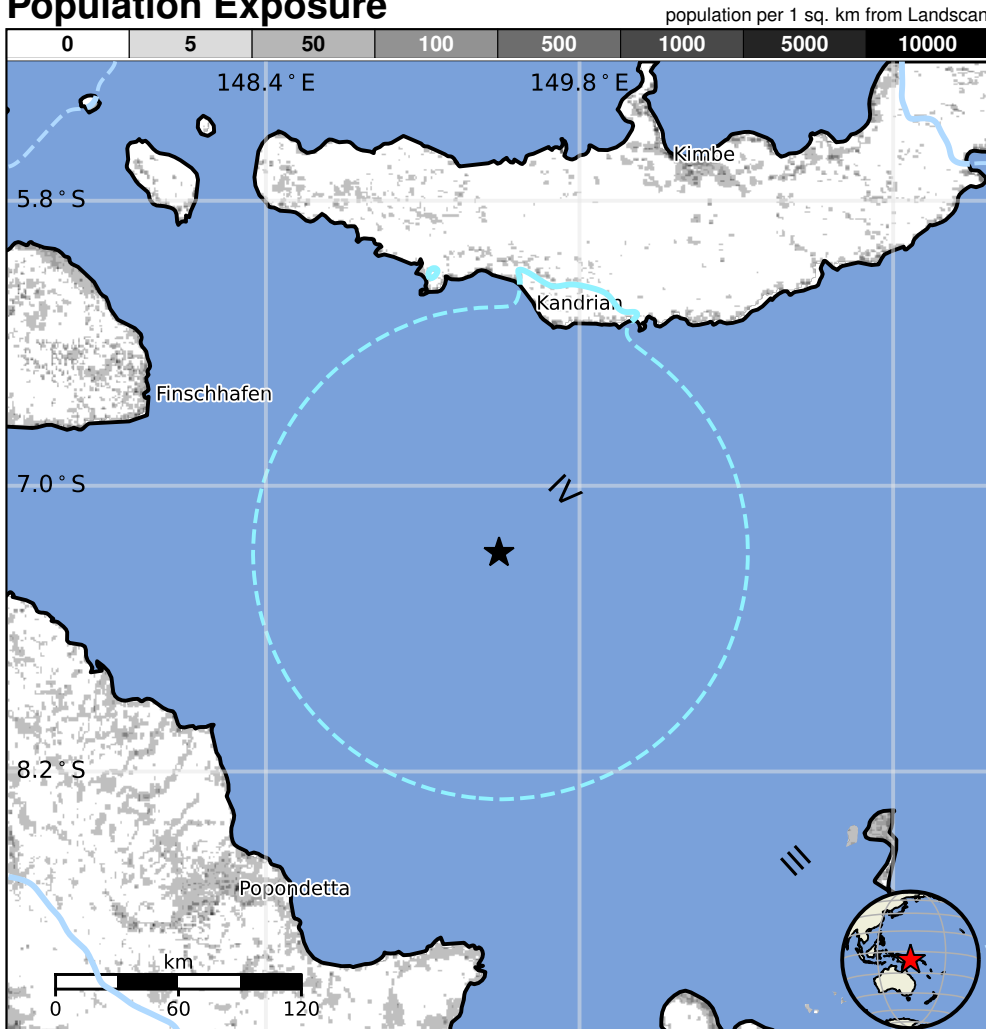 Population Exposure
population per 1 sq. km from Landscan
0 5 50 100 500 1000 5000 10000
148.4°E 149.8°E
Kimbe
5.8°S
Kandrian
Finschhafen
7.0°S
IV
8.2°S
III
Popondetta
km
0 60 120